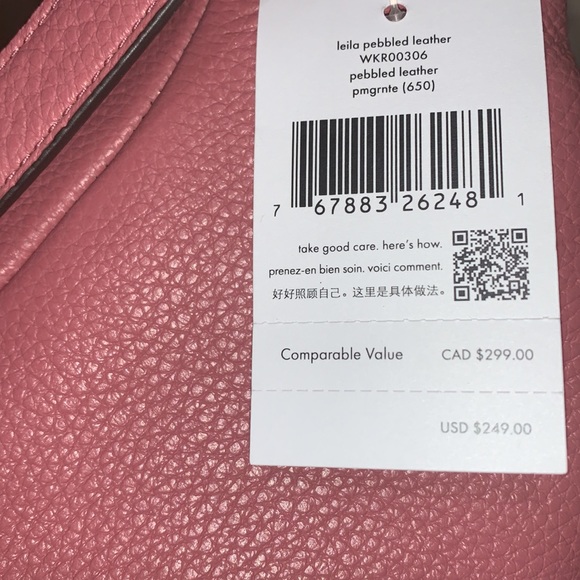 leila pebbled leather
WKR00306
pebbled leather
pmgrnte (650)
7 67883 26248 1
take good care. here's how.
prenez-en bien soin. voici comment.
好好照顾自己。这里是具体做法。
Comparable Value CAD $299.00
USD $249.00